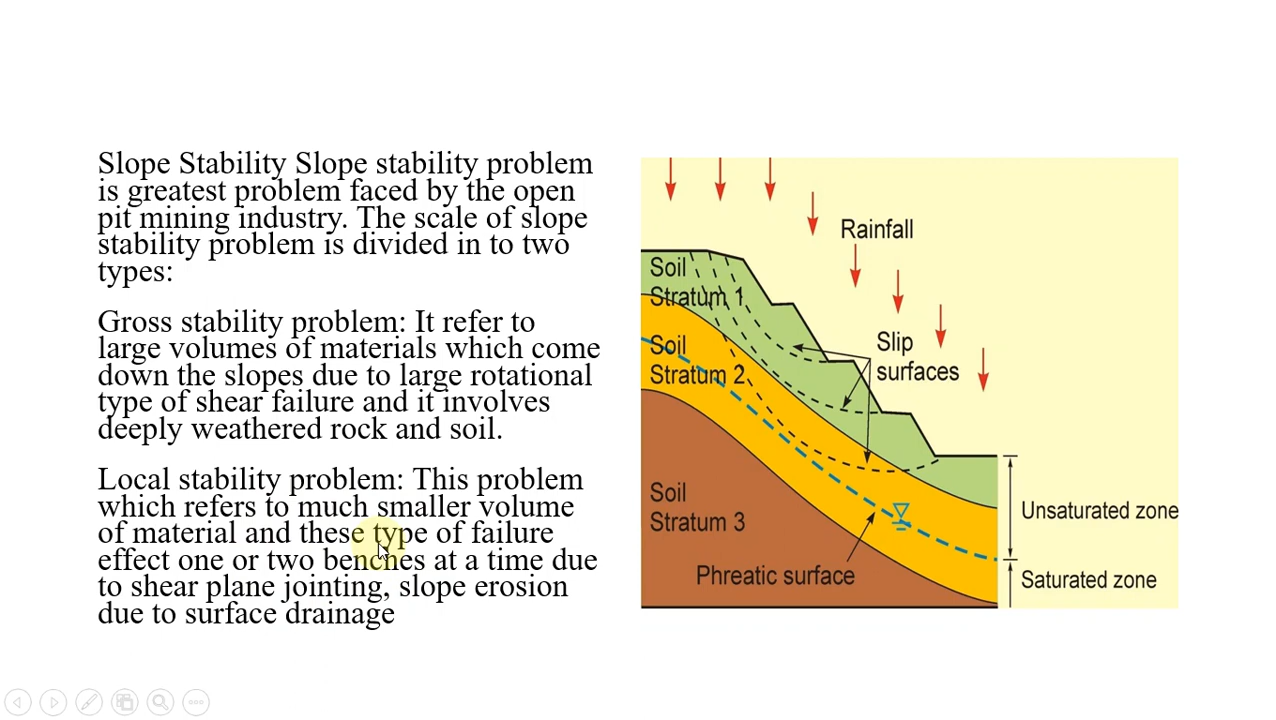 Slope Stability Slope stability problem
is greatest problem faced by the open
pit mining industry. The scale of slope
stability problem is divided in to two
types:
Gross stability problem: It refer to
large volumes of materials which come
down the slopes due to large rotational
type of shear failure and it involves
deeply weathered rock and soil.
Local stability problem: This problem
which refers to much smaller volume
of material and these type of failure
effect one or two benches at a time due
to shear plane jointing, slope erosion
due to surface drainage
Rainfall
Soil
Stratum 1
Slip
surfaces
Soil
Stratum 2
Soil
Stratum 3
Unsaturated zone
Phreatic surface
Saturated zone